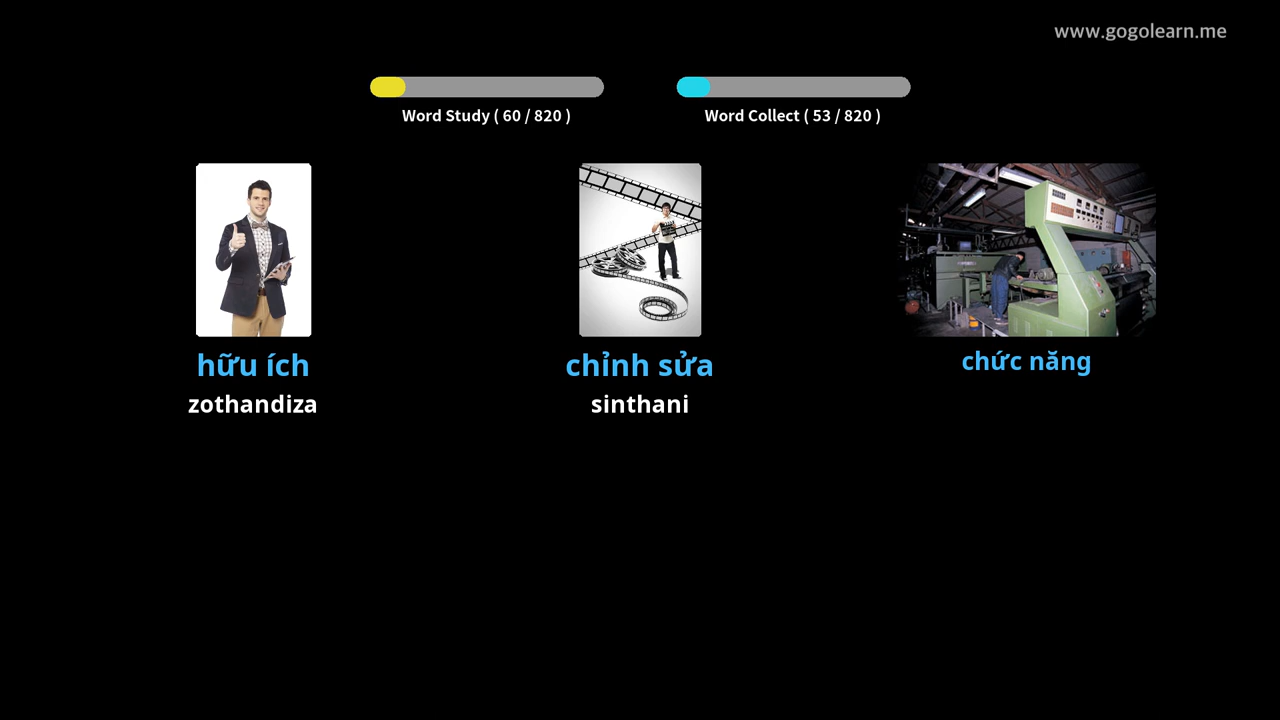 www.gogolearn.me
Word Study ( 60 / 820 )
Word Collect ( 53 / 820 )
hữu ích
zothandiza
chỉnh sửa
sinthani
chức năng